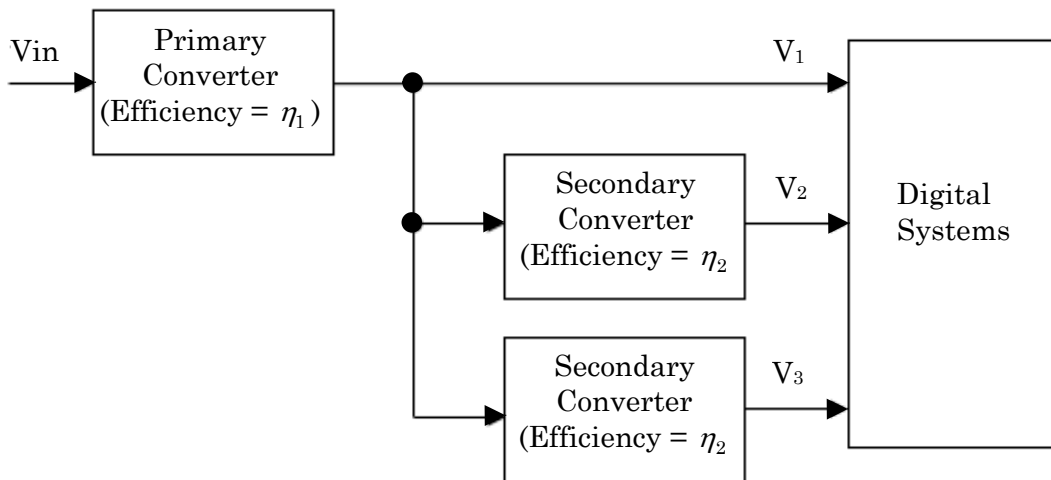 Vin
Primary
Converter
(Efficiency = η₁)
V₁
Secondary
Converter
(Efficiency = η₂
V₂
Digital
Systems
Secondary
Converter
(Efficiency = η₂
V₃